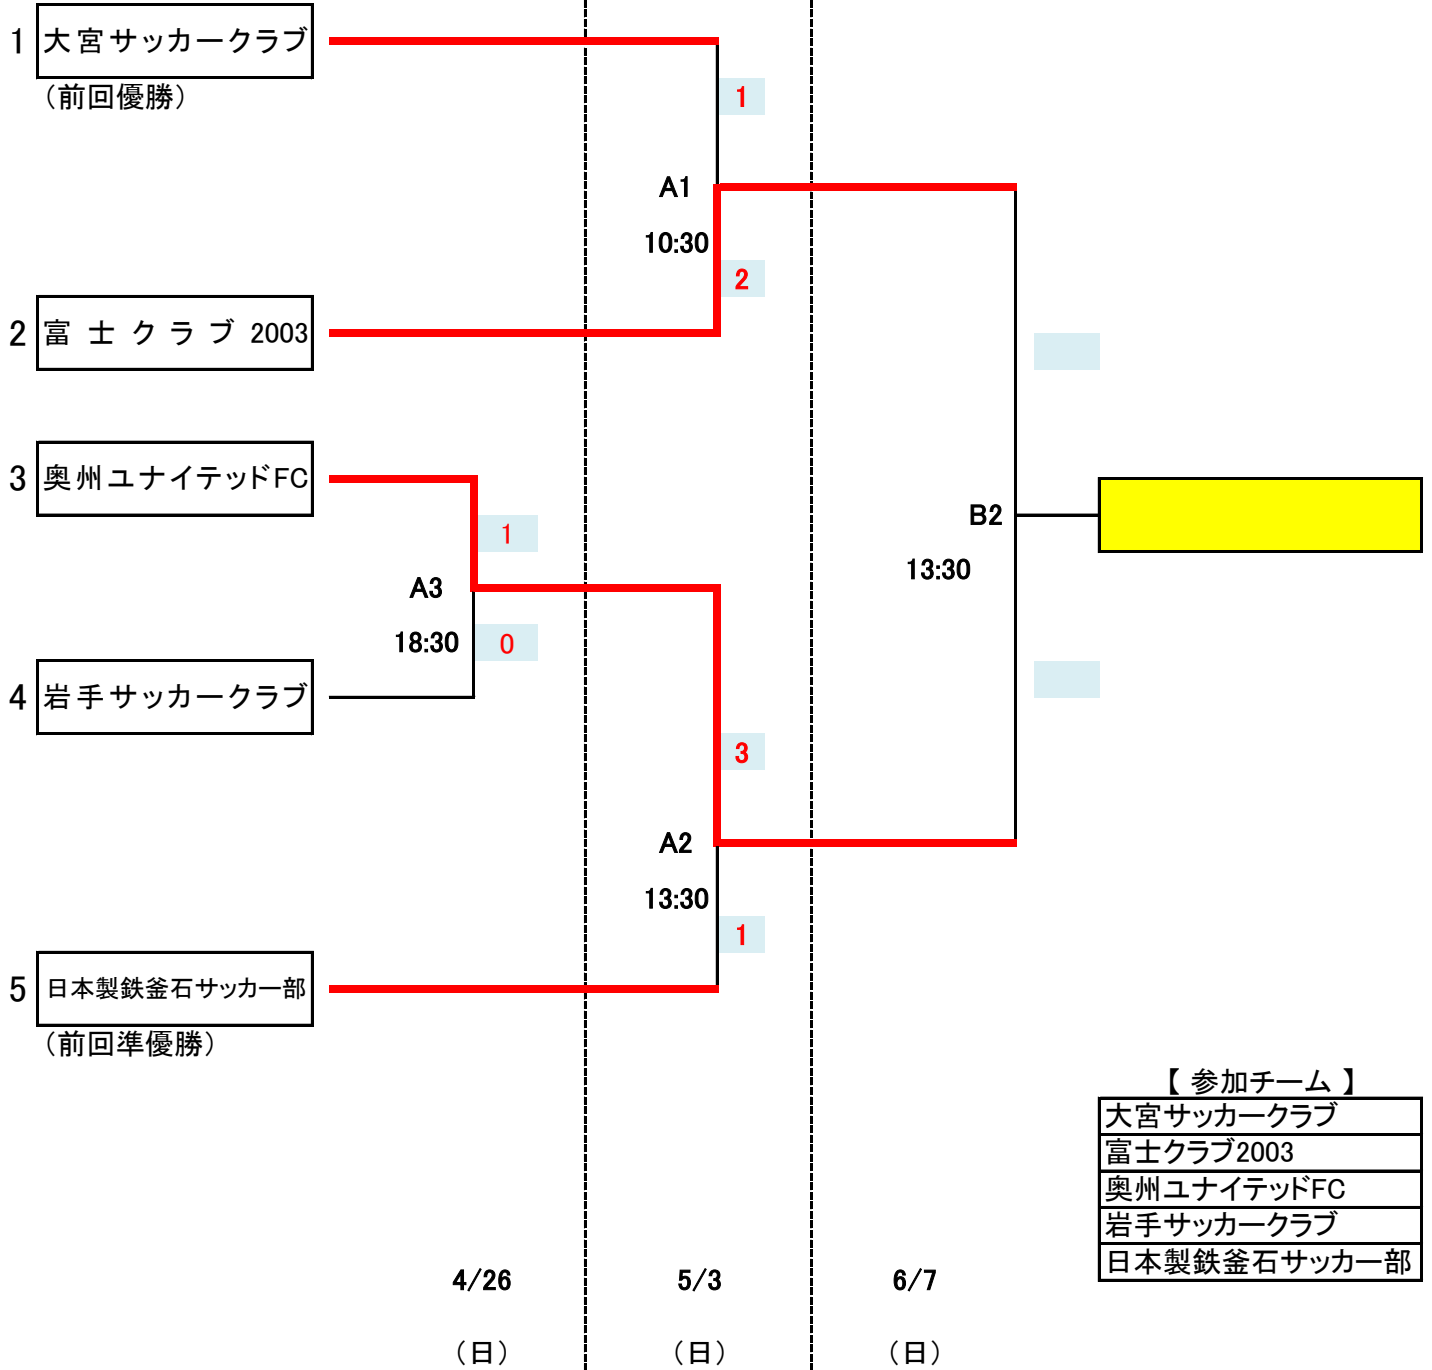 1 大宮サッカークラブ
（前回優勝）
1
A1
10:30
2
2 富士クラブ 2003
3 奥州ユナイテッドFC
1
A3
18:30
0
4 岩手サッカークラブ
B2
13:30
3
A2
13:30
1
5 日本製鉄釜石サッカー部
（前回準優勝）
【 参加チーム 】
大宮サッカークラブ
富士クラブ2003
奥州ユナイテッドFC
岩手サッカークラブ
日本製鉄釜石サッカー部
4/26 5/3 6/7
（日） （日） （日）